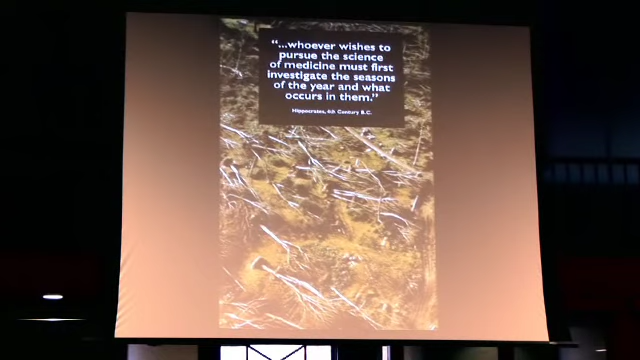 “...whoever wishes to
pursue the science
of medicine must first
investigate the seasons
of the year and what
occurs in them.”
Hippocrates, 4th Century B.C.